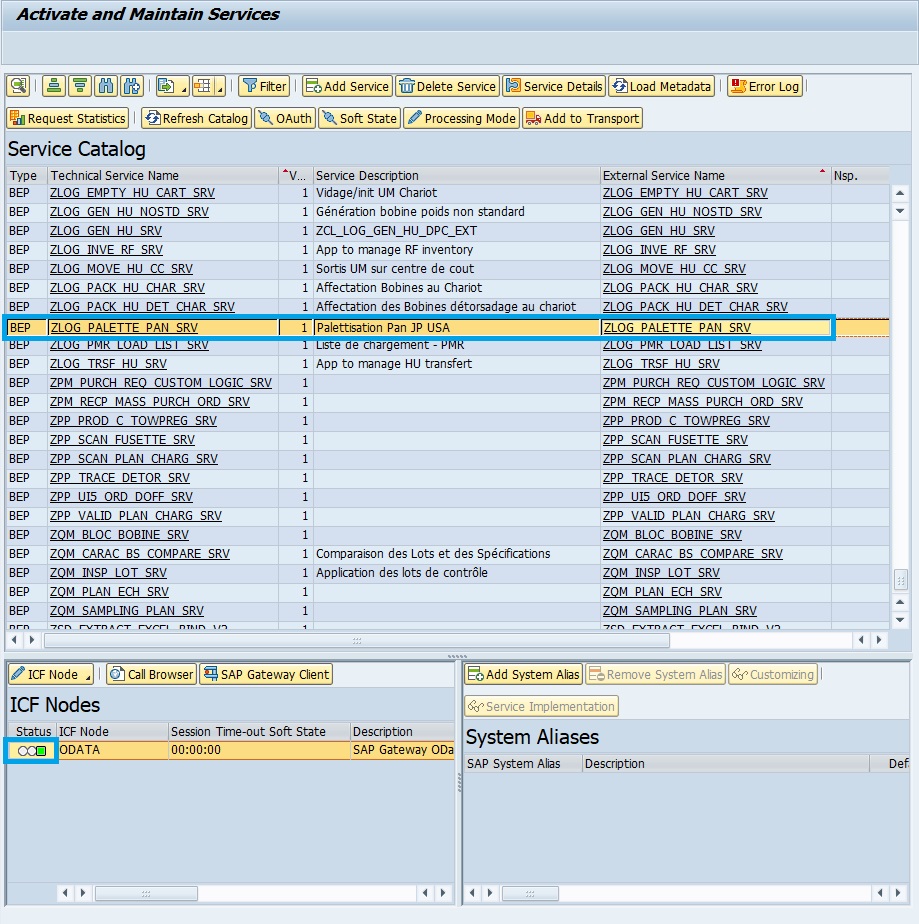 Activate and Maintain Services
Filter Add Service Delete Service Service Details Load Metadata Error Log
Request Statistics Refresh Catalog OAuth Soft State Processing Mode Add to Transport
Service Catalog
Type Technical Service Name V... Service Description External Service Name Nsp.
BEP ZLOG_EMPTY_HU_CART_SRV 1 Vidage/init UM Chariot ZLOG_EMPTY_HU_CART_SRV
BEP ZLOG_GEN_HU_NOSTD_SRV 1 Génération bobine poids non standard ZLOG_GEN_HU_NOSTD_SRV
BEP ZLOG_GEN_HU_SRV 1 ZCL_LOG_GEN_HU_DPC_EXT ZLOG_GEN_HU_SRV
BEP ZLOG_INVE_RF_SRV 1 App to manage RF inventory ZLOG_INVE_RF_SRV
BEP ZLOG_MOVE_HU_CC_SRV 1 Sortis UM sur centre de cout ZLOG_MOVE_HU_CC_SRV
BEP ZLOG_PACK_HU_CHAR_SRV 1 Affectation Bobines au Chariot ZLOG_PACK_HU_CHAR_SRV
BEP ZLOG_PACK_HU_DET_CHAR_SRV 1 Affectation des Bobines détorsadage au chariot ZLOG_PACK_HU_DET_CHAR_SRV
BEP ZLOG_PALETTE_PAN_SRV 1 Palettisation Pan JP USA ZLOG_PALETTE_PAN_SRV
BEP ZLOG_PMR_LOAD_LIST_SRV 1 Liste de chargement - PMR ZLOG_PMR_LOAD_LIST_SRV
BEP ZLOG_TRSF_HU_SRV 1 App to manage HU transfert ZLOG_TRSF_HU_SRV
BEP ZPM_PURCH_REQ_CUSTOM_LOGIC_SRV 1 ZPM_PURCH_REQ_CUSTOM_LOGIC_SRV
BEP ZPM_RECP_MASS_PURCH_ORD_SRV 1 ZPM_RECP_MASS_PURCH_ORD_SRV
BEP ZPP_PROD_C_TOWPREG_SRV 1 ZPP_PROD_C_TOWPREG_SRV
BEP ZPP_SCAN_FUSETTE_SRV 1 ZPP_SCAN_FUSETTE_SRV
BEP ZPP_SCAN_PLAN_CHARG_SRV 1 ZPP_SCAN_PLAN_CHARG_SRV
BEP ZPP_TRACE_DETOR_SRV 1 ZPP_TRACE_DETOR_SRV
BEP ZPP_UI5_ORD_DOFF_SRV 1 ZPP_UI5_ORD_DOFF_SRV
BEP ZPP_VALID_PLAN_CHARG_SRV 1 ZPP_VALID_PLAN_CHARG_SRV
BEP ZQM_BLOC_BOBINE_SRV 1 ZQM_BLOC_BOBINE_SRV
BEP ZQM_CARAC_BS_COMPARE_SRV 1 Comparaison des Lots et des Spécifications ZQM_CARAC_BS_COMPARE_SRV
BEP ZQM_INSP_LOT_SRV 1 Application des lots de contrôle ZQM_INSP_LOT_SRV
BEP ZQM_PLAN_ECH_SRV 1 ZQM_PLAN_ECH_SRV
BEP ZQM_SAMPLING_PLAN_SRV 1 ZQM_SAMPLING_PLAN_SRV
BEP ZSD_EXTRACT_EXCEL_BIND_V2 1 ZSD_EXTRACT_EXCEL_BIND_V2
ICF Node Call Browser SAP Gateway Client
ICF Nodes
Status ICF Node Session Time-out Soft State Description
ODATA 00:00:00 SAP Gateway ODa
Add System Alias Remove System Alias Customizing
Service Implementation
System Aliases
SAP System Alias Description Defa